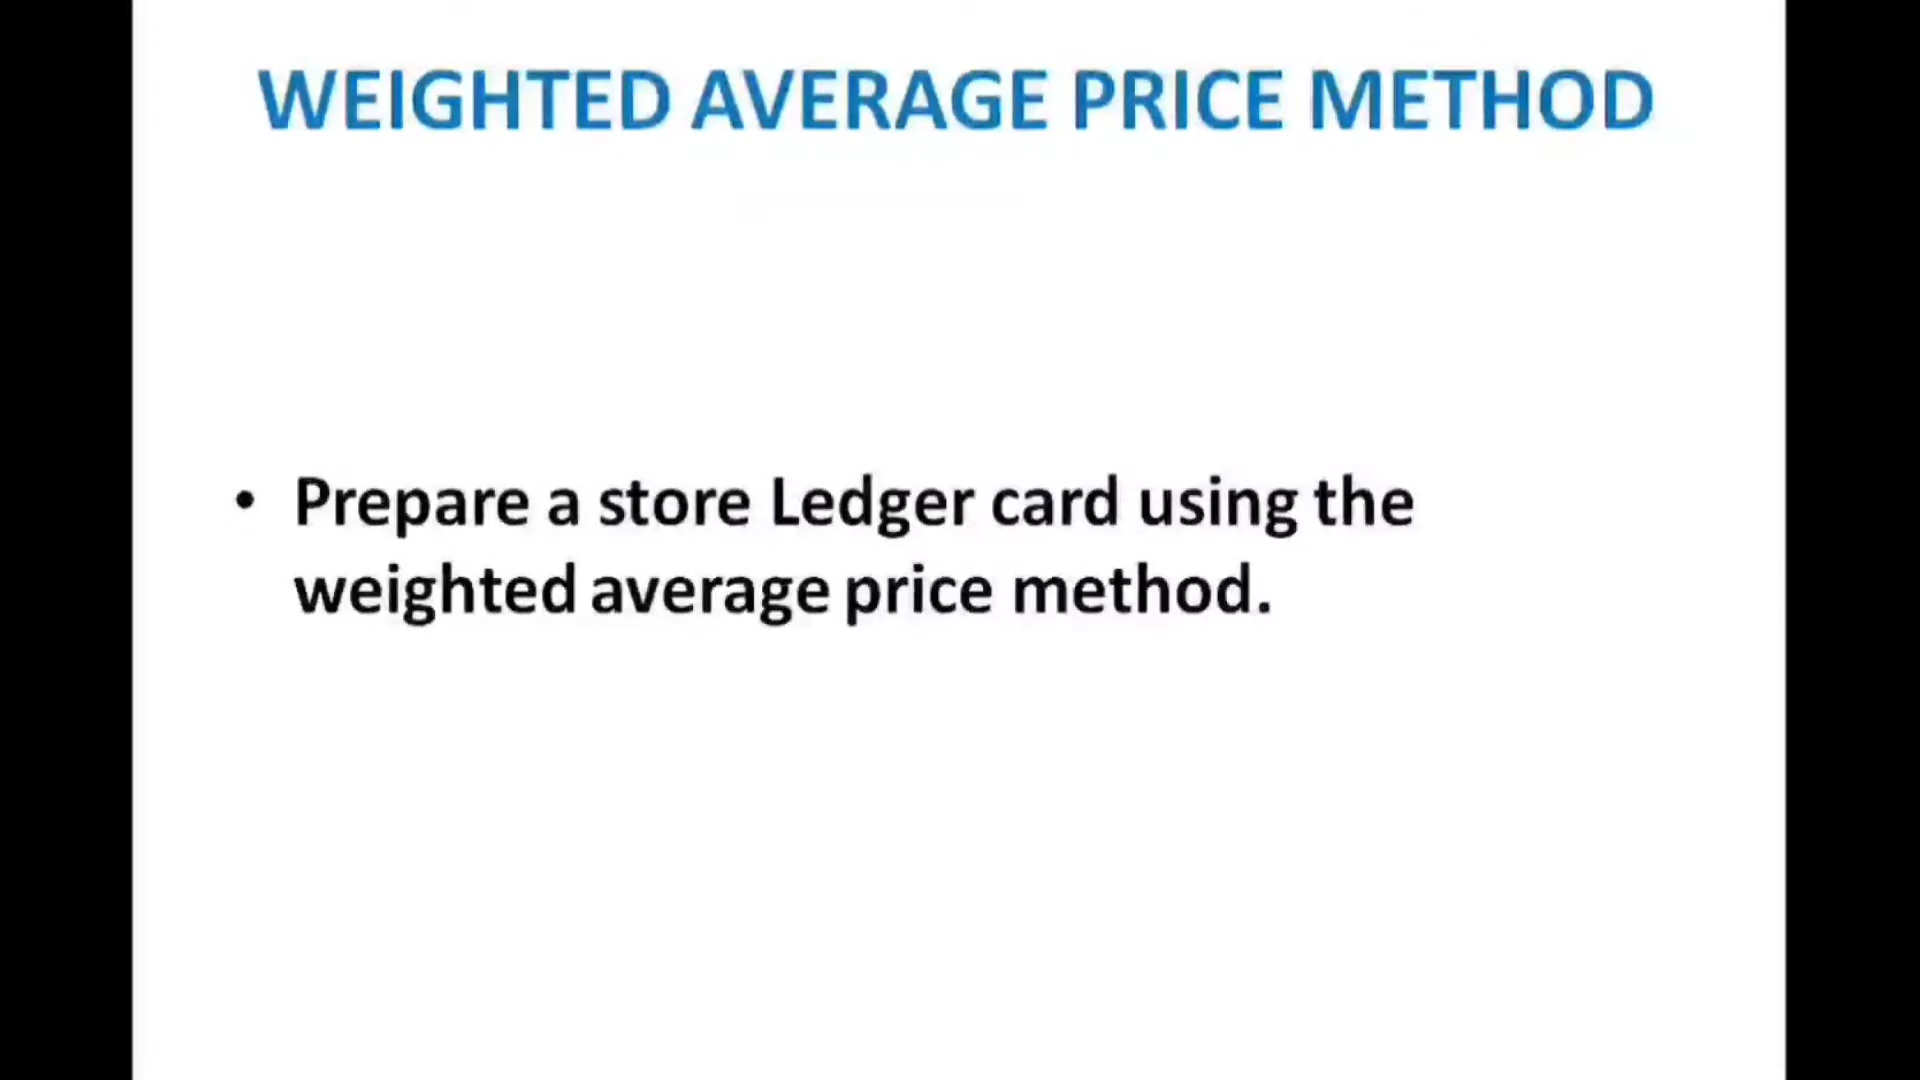 WEIGHTED AVERAGE PRICE METHOD
• Prepare a store Ledger card using the
weighted average price method.